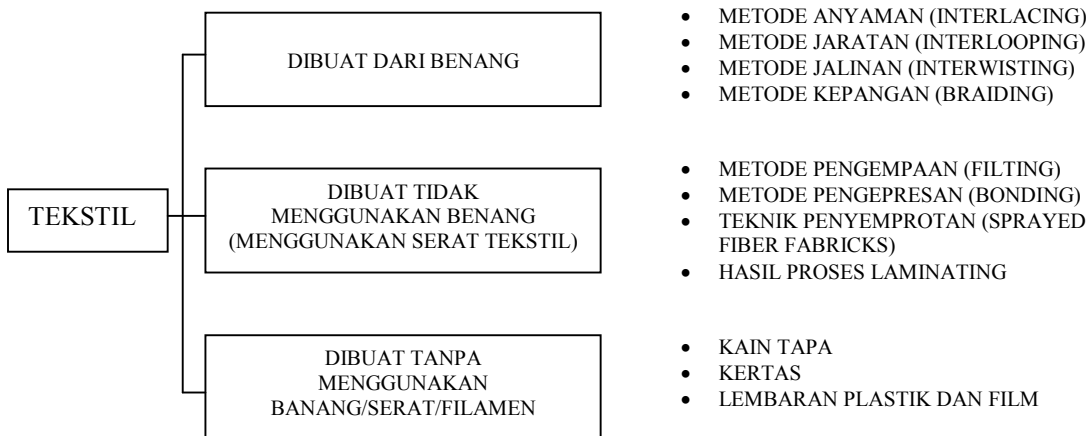 TEKSTIL
DIBUAT DARI BENANG
• METODE ANYAMAN (INTERLACING)
• METODE JARATAN (INTERLOOPING)
• METODE JALINAN (INTERWISTING)
• METODE KEPANGAN (BRAIDING)
DIBUAT TIDAK
MENGGUNAKAN BENANG
(MENGGUNAKAN SERAT TEKSTIL)
• METODE PENGEMPAAN (FILTING)
• METODE PENGEPRESAN (BONDING)
• TEKNIK PENYEMPROTAN (SPRAYED
FIBER FABRICKS)
• HASIL PROSES LAMINATING
DIBUAT TANPA
MENGGUNAKAN
BANANG/SERAT/FILAMEN
• KAIN TAPA
• KERTAS
• LEMBARAN PLASTIK DAN FILM